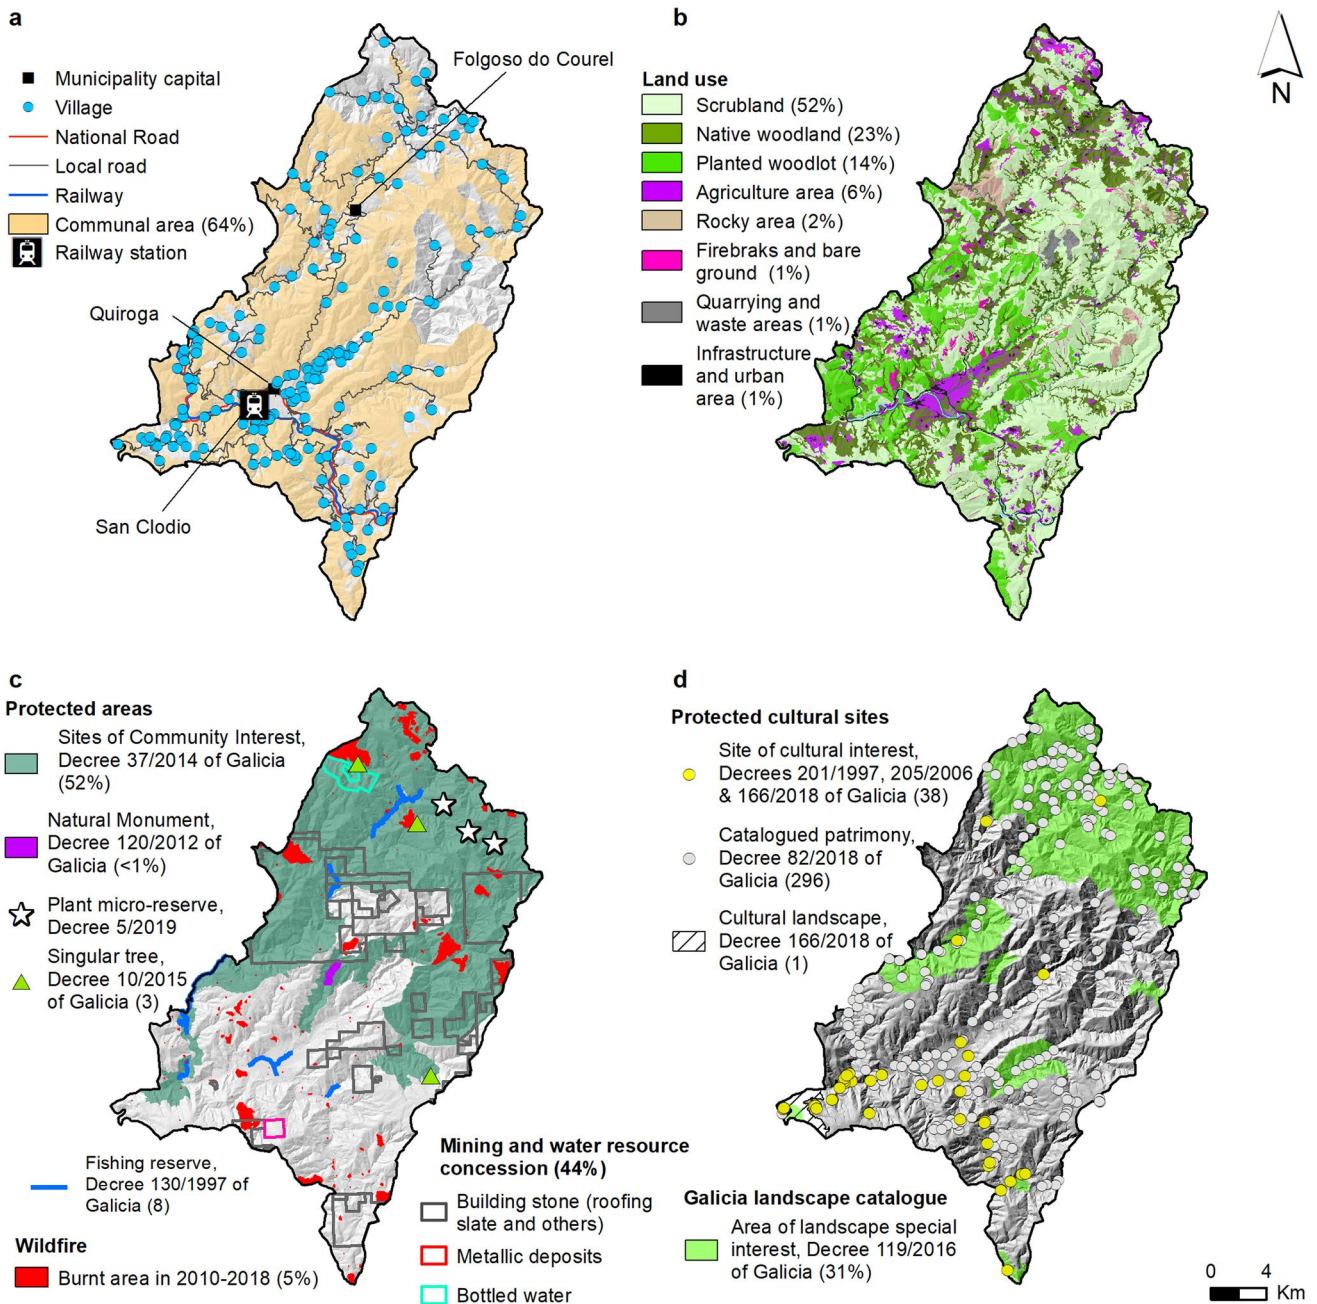 a
Municipality capital
Village
National Road
Local road
Railway
Communal area (64%)
Railway station
Folgoso do Courel
Quiroga
San Clodio
b
Land use
Scrubland (52%)
Native woodland (23%)
Planted woodlot (14%)
Agriculture area (6%)
Rocky area (2%)
Firebraks and bare
ground (1%)
Quarrying and
waste areas (1%)
Infrastructure
and urban
area (1%)
N
c
Protected areas
Sites of Community Interest,
Decree 37/2014 of Galicia
(52%)
Natural Monument,
Decree 120/2012 of
Galicia (<1%)
Plant micro-reserve,
Decree 5/2019
Singular tree,
Decree 10/2015
of Galicia (3)
Fishing reserve,
Decree 130/1997 of
Galicia (8)
Wildfire
Burnt area in 2010-2018 (5%)
Mining and water resource
concession (44%)
Building stone (roofing
slate and others)
Metallic deposits
Bottled water
d
Protected cultural sites
Site of cultural interest,
Decrees 201/1997, 205/2006
& 166/2018 of Galicia (38)
Catalogued patrimony,
Decree 82/2018 of
Galicia (296)
Cultural landscape,
Decree 166/2018 of
Galicia (1)
Galicia landscape catalogue
Area of landscape special
interest, Decree 119/2016
of Galicia (31%)
0 4
Km